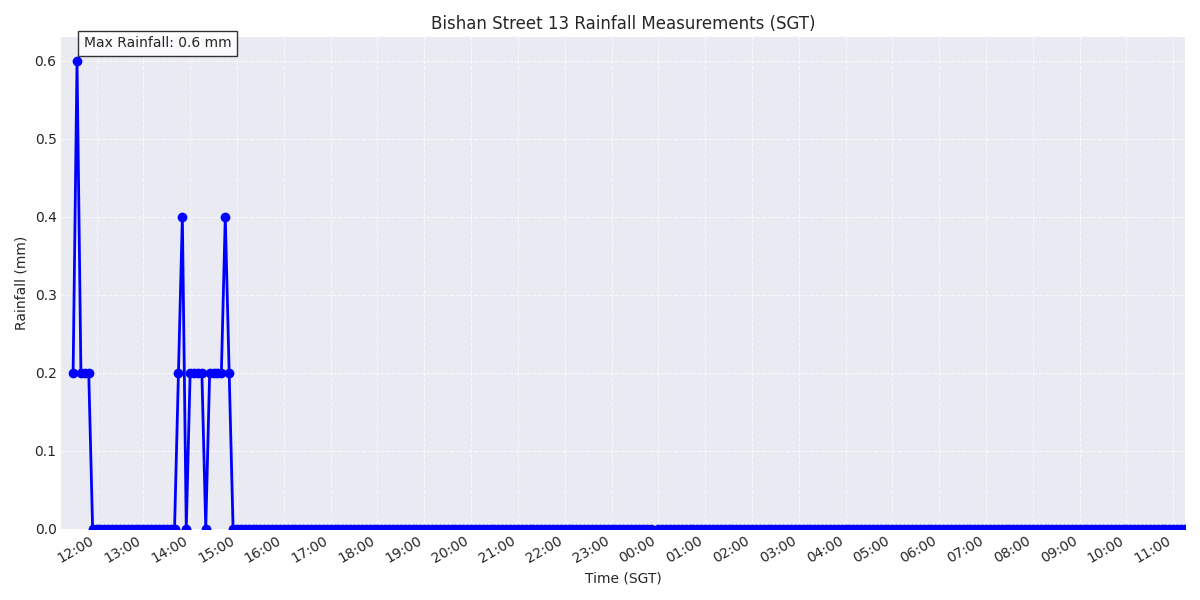 Bishan Street 13 Rainfall Measurements (SGT)
Max Rainfall: 0.6 mm
0.6
0.5
0.4
0.3
0.2
0.1
0.0
Rainfall (mm)
12:00 13:00 14:00 15:00 16:00 17:00 18:00 19:00 20:00 21:00 22:00 23:00 00:00 01:00 02:00 03:00 04:00 05:00 06:00 07:00 08:00 09:00 10:00 11:00
Time (SGT)